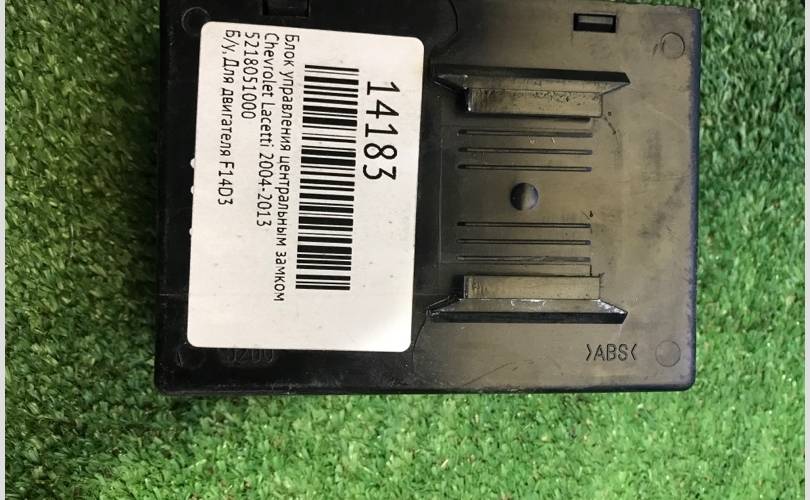 14183
Блок управления центральным замком
Chevrolet Lacetti 2004-2013
5218051000
Б/у. Для двигателя F14D3
>ABS<